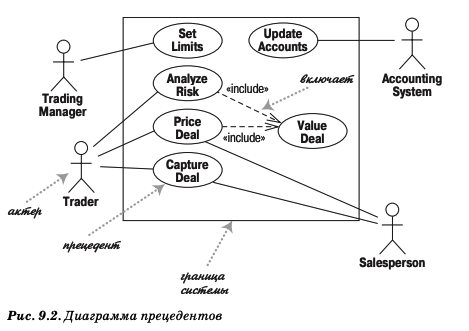 Set
Limits
Update
Accounts
Trading
Manager
Accounting
System
Analyze
Risk
«include»
включает
Price
Deal
«include»
Value
Deal
Trader
Capture
Deal
актер
прецедент
граница
системы
Salesperson
Рис. 9.2. Диаграмма прецедентов